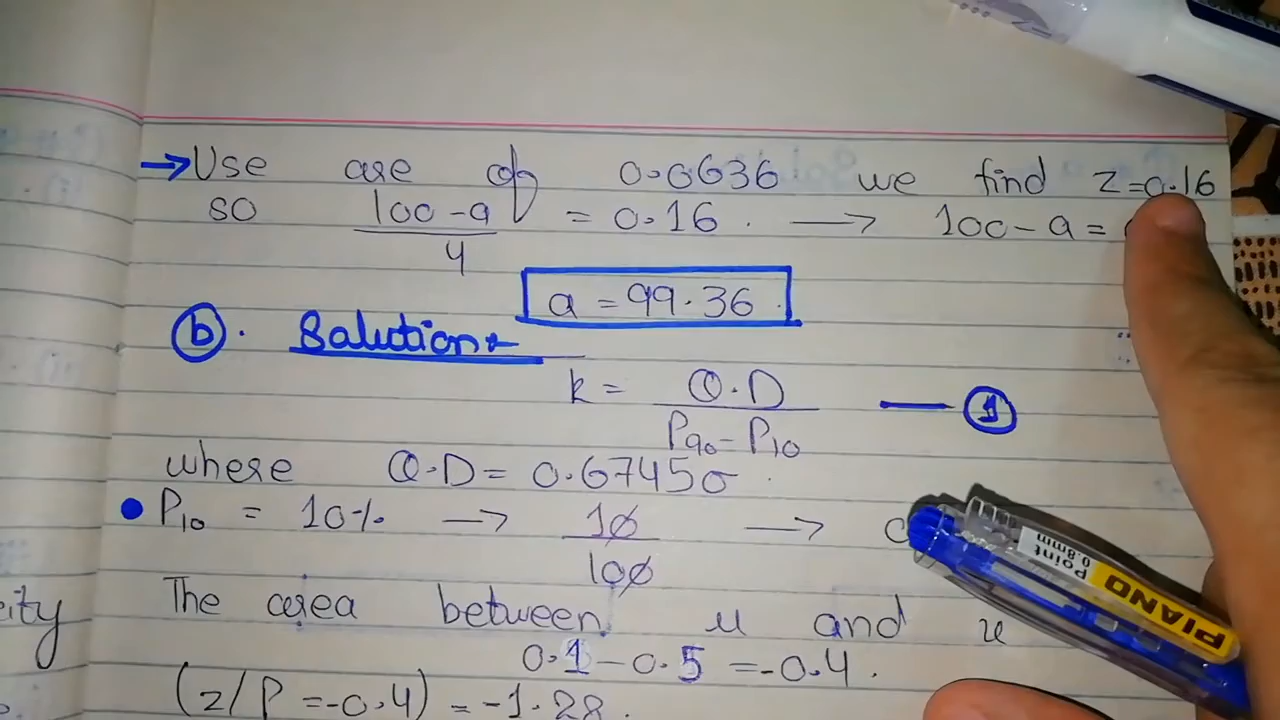 → Use are of 0.0636 we find z=0.16
so (100-a)/4 = 0.16. → 100-a=
a = 99.36.
(b). Solution:
k = Q.D/(P90-P10) — (1)
where Q.D = 0.6745σ.
• P10 = 10% → 10/100 →
The area between μ and x
0.1-0.5 = -0.4.
(z/P = -0.4) = -1.28.
ity
PIANO
Point
0.8mm